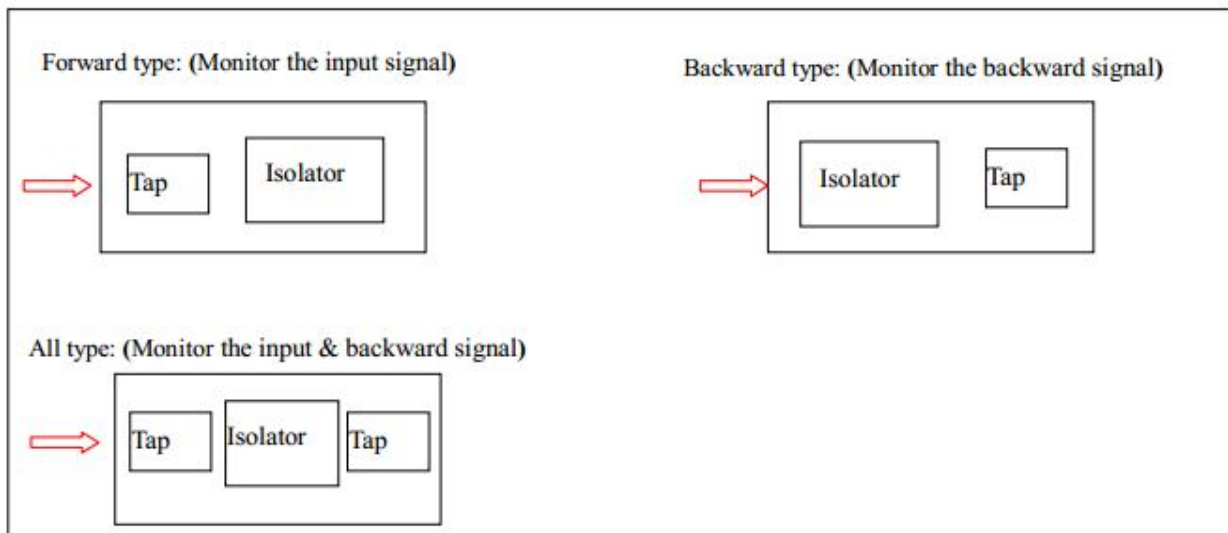 Forward type: (Monitor the input signal)
Tap
Isolator
Backward type: (Monitor the backward signal)
Isolator
Tap
All type: (Monitor the input & backward signal)
Tap
Isolator
Tap